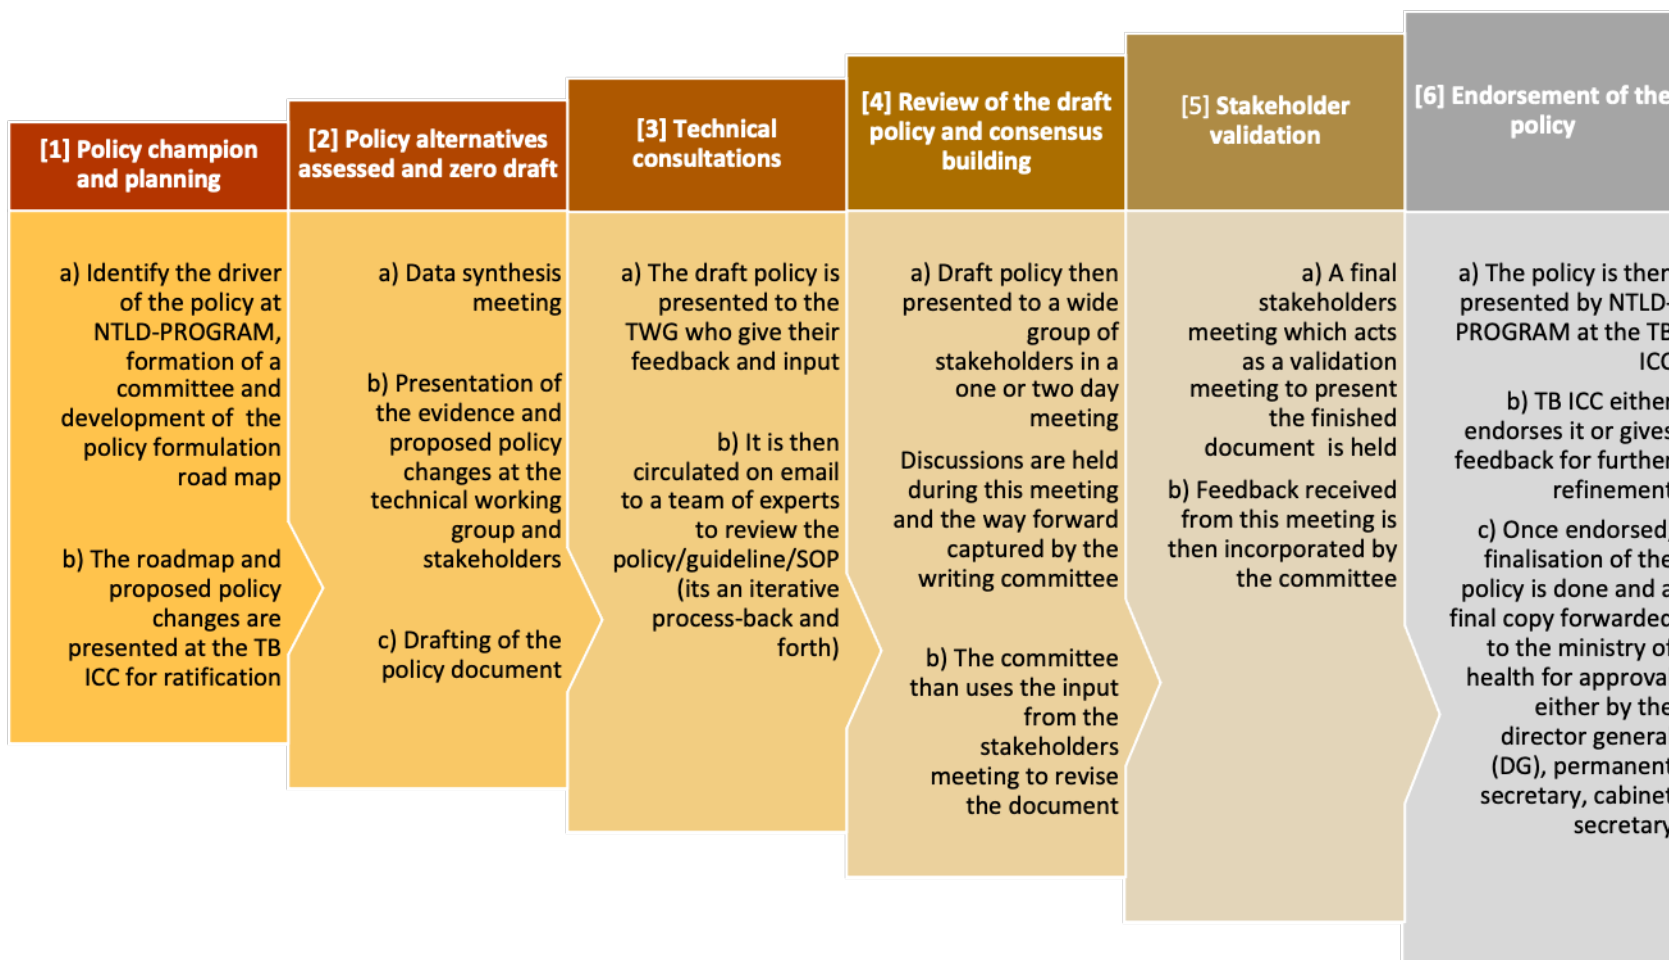 [1] Policy champion
and planning
a) Identify the driver
of the policy at
NTLD-PROGRAM,
formation of a
committee and
development of  the
policy formulation
road map
b) The roadmap and
proposed policy
changes are
presented at the TB
ICC for ratification
[2] Policy alternatives
assessed and zero draft
a) Data synthesis
meeting
b) Presentation of
the evidence and
proposed policy
changes at the
technical working
group and
stakeholders
c) Drafting of the
policy document
[3] Technical
consultations
a) The draft policy is
presented to the
TWG who give their
feedback and input
b) It is then
circulated on email
to a team of experts
to review the
policy/guideline/SOP
(its an iterative
process-back and
forth)
[4] Review of the draft
policy and consensus
building
a) Draft policy then
presented to a wide
group of
stakeholders in a
one or two day
meeting
Discussions are held
during this meeting
and the way forward
captured by the
writing committee
b) The committee
than uses the input
from the
stakeholders
meeting to revise
the document
[5] Stakeholder
validation
a) A final
stakeholders
meeting which acts
as a validation
meeting to present
the finished
document  is held
b) Feedback received
from this meeting is
then incorporated by
the committee
[6] Endorsement of the
policy
a) The policy is then
presented by NTLD-
PROGRAM at the TB
ICC
b) TB ICC either
endorses it or gives
feedback for further
refinement
c) Once endorsed,
finalisation of the
policy is done and a
final copy forwarded
to the ministry of
health for approva
either by the
director genera
(DG), permanent
secretary, cabinet
secretary